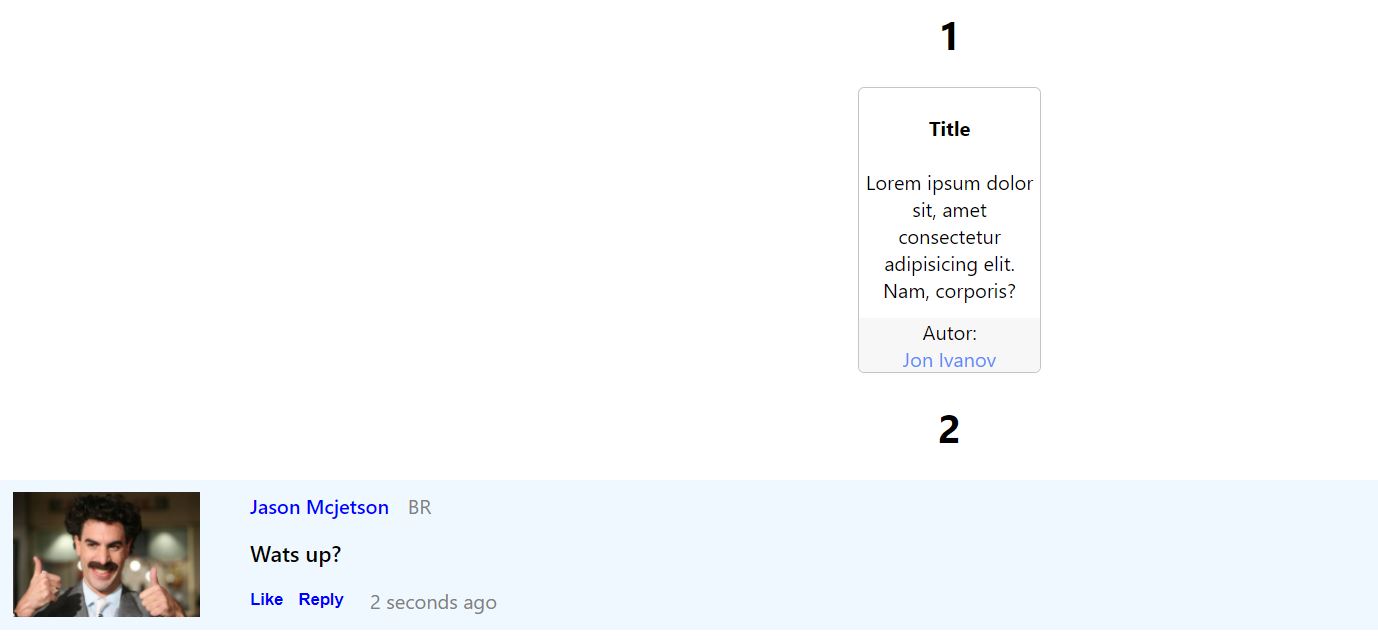 1
Title
Lorem ipsum dolor
sit, amet
consectetur
adipisicing elit.
Nam, corporis?
Autor:
Jon Ivanov
2
Jason Mcjetson BR
Wats up?
Like Reply 2 seconds ago